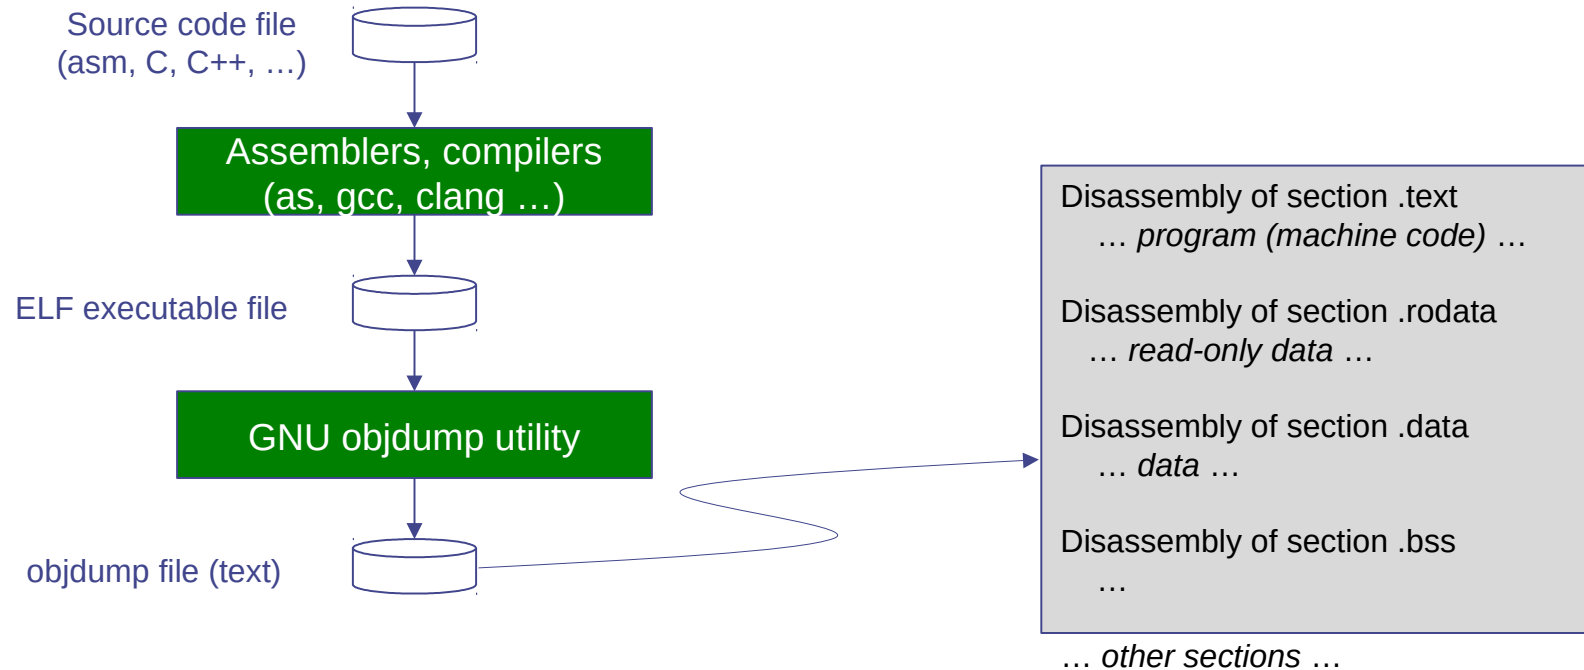 Source code file
(asm, C, C++, …)
Assemblers, compilers
(as, gcc, clang …)
ELF executable file
GNU objdump utility
objdump file (text)
Disassembly of section .text
… program (machine code) …
Disassembly of section .rodata
… read-only data …
Disassembly of section .data
… data …
Disassembly of section .bss
…
… other sections …